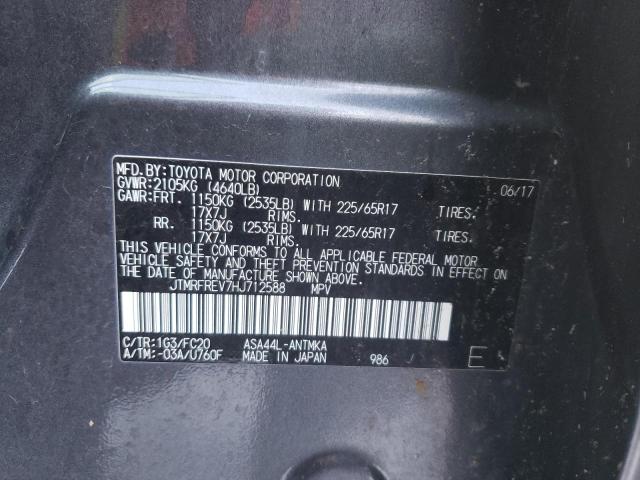 MFD. BY: TOYOTA MOTOR CORPORATION 06/17
GVWR: 2105KG (4640LB)
GAWR: FRT. 1150KG (2535LB) WITH 225/65R17 TIRES.
17X7J RIMS.
RR. 1150KG (2535LB) WITH 225/65R17 TIRES.
17X7J RIMS.
THIS VEHICLE CONFORMS TO ALL APPLICABLE FEDERAL MOTOR
VEHICLE SAFETY AND THEFT PREVENTION STANDARDS IN EFFECT ON
THE DATE OF MANUFACTURE SHOWN ABOVE.
JTMRFREV7HJ712588 MPV
C/TR: 1G3/FC20 ASA44L-ANTMKA
A/TM: -03A/U760F MADE IN JAPAN 986 E